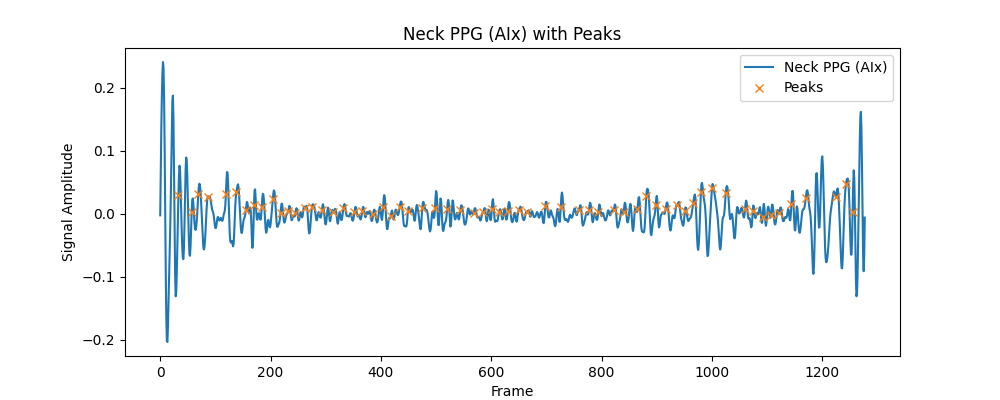 Neck PPG (AIx) with Peaks
Neck PPG (AIx)
Peaks
Signal Amplitude
0.2
0.1
0.0
−0.1
−0.2
0 200 400 600 800 1000 1200
Frame